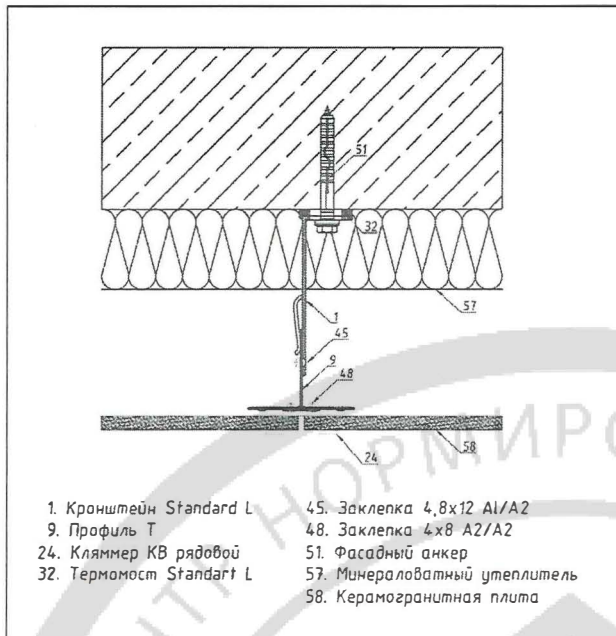 51
32
57
1
45
9
48
58
24
1. Кронштейн Standard L
9. Профиль Т
24. Кляммер КВ рядовой
32. Термомост Standart L
45. Заклепка 4,8х12 Al/A2
48. Заклепка 4х8 A2/A2
51. Фасадный анкер
57. Минераловатный утеплитель
58. Керамогранитная плита
НТР НОРМИРО